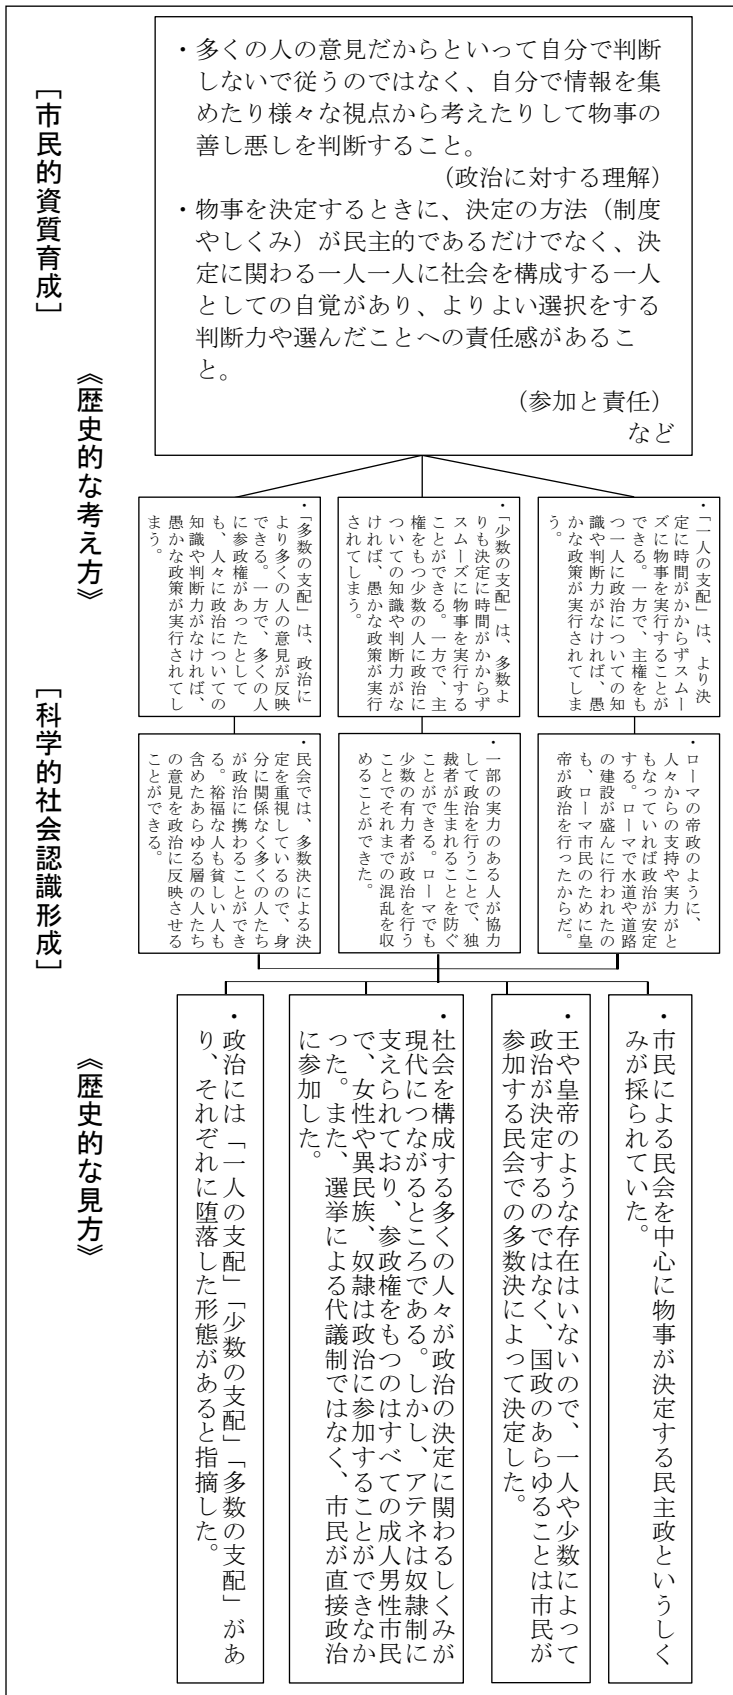 ・多くの人の意見だからといって自分で判断
しないで従うのではなく、自分で情報を集
めたり様々な視点から考えたりして物事の
善し悪しを判断すること。
（政治に対する理解）
・物事を決定するときに、決定の方法（制度
やしくみ）が民主的であるだけでなく、決
定に関わる一人一人に社会を構成する一人
としての自覚があり、よりよい選択をする
判断力や選んだことへの責任感があるこ
と。
（参加と責任）
など
［市民的資質育成］
《歴史的な考え方》
・「一人の支配」は、より決
定に時間がかからずスムー
ズに物事を実行することが
できる。一方で、主権をも
つ一人に政治についての知
識や判断力がなければ、愚
かな政策が実行されてしま
う。
・「少数の支配」は、多数よ
りも決定に時間がかからず
スムーズに物事を実行する
ことができる。一方で、主
権をもつ少数の人に政治に
ついての知識や判断力がな
ければ、愚かな政策が実行
されてしまう。
・「多数の支配」は、政治に
より多くの人の意見が反映
できる。一方で、多くの人
に参政権があったとして
も、人々に政治についての
知識や判断力がなければ、
愚かな政策が実行されてし
まう。
・ローマの帝政のように、
人々からの支持や実力がと
もなっていれば政治が安定
する。ローマで水道や道路
の建設が盛んに行われたの
も、ローマ市民のために皇
帝が政治を行ったからだ。
・一部の実力のある人が協力
して政治を行うことで、独
裁者が生まれることを防ぐ
ことができる。ローマでも
少数の有力者が政治を行う
ことでそれまでの混乱を収
めることができた。
・民会では、多数決による決
定を重視しているので、身
分に関係なく多くの人たち
が政治に携わることができ
る。裕福な人も貧しい人も
含めたあらゆる層の人たち
の意見を政治に反映させる
ことができる。
［科学的社会認識形成］
《歴史的な見方》
・市民による民会を中心に物事が決定する民主政というしく
みが採られていた。
・王や皇帝のような存在はいないので、一人や少数によって
政治が決定するのではなく、国政のあらゆることは市民が
参加する民会での多数決によって決定した。
・社会を構成する多くの人々が政治の決定に関わるしくみが
現代につながるところである。しかし、アテネは奴隷制に
支えられており、参政権をもつのはすべての成人男性市民
で、女性や異民族、奴隷は政治に参加することができなか
った。また、選挙による代議制ではなく、市民が直接政治
に参加した。
・政治には「一人の支配」「少数の支配」「多数の支配」があ
り、それぞれに堕落した形態があると指摘した。